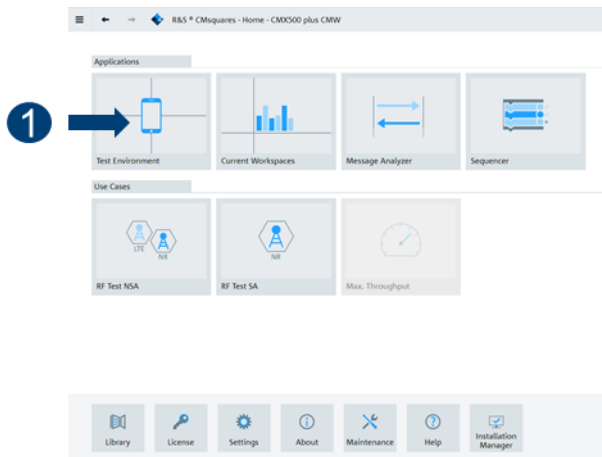 R&S ® CMsquares - Home - CMX500 plus CMW
Applications
1
Test Environment
Current Workspaces
Message Analyzer
Sequencer
Use Cases
LTE
NR
NR
RF Test NSA
RF Test SA
Max. Throughput
Library
License
Settings
About
Maintenance
Help
Installation
Manager